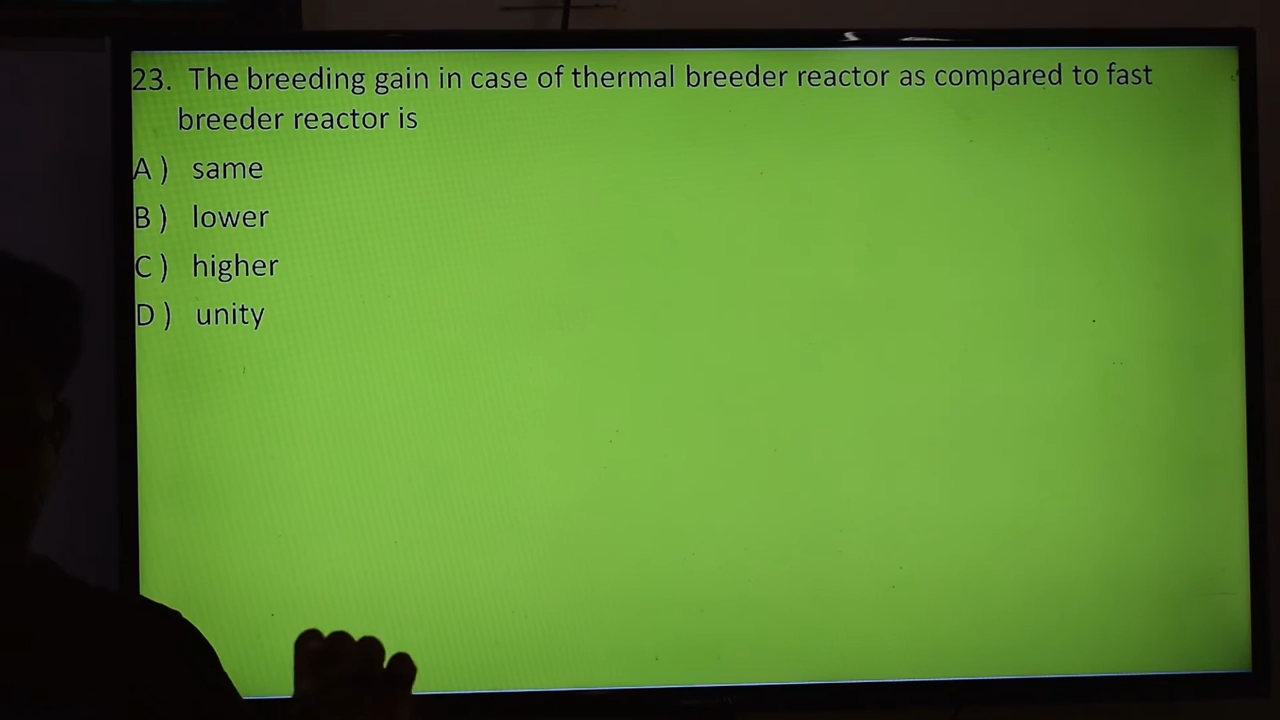 23. The breeding gain in case of thermal breeder reactor as compared to fast
breeder reactor is
A) same
B) lower
C) higher
D) unity